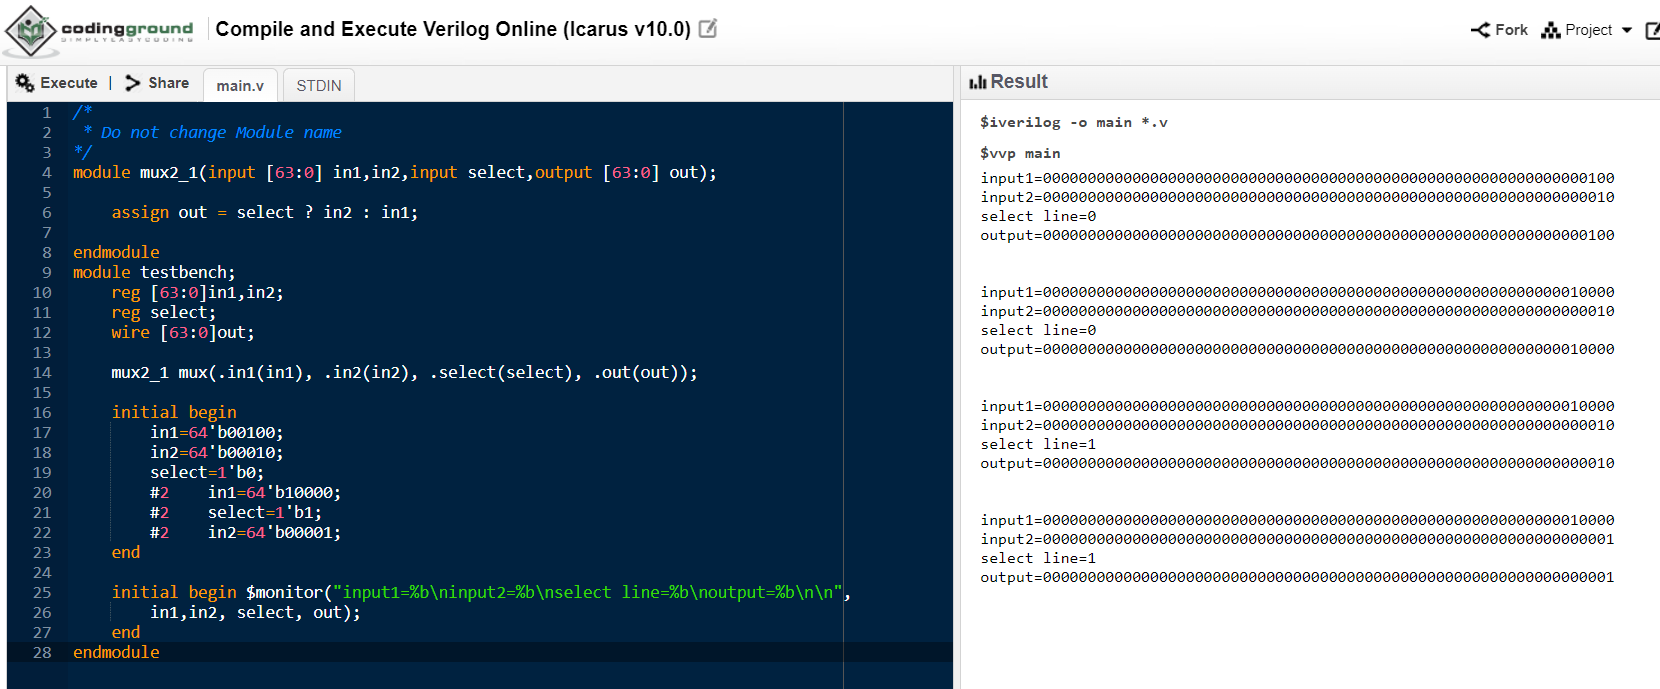 codingground
SIMPLYEASYCODING
Compile and Execute Verilog Online (Icarus v10.0)
Fork
Project
Execute | Share
main.v
STDIN
1 /*
2  * Do not change Module name
3 */
4 module mux2_1(input [63:0] in1,in2,input select,output [63:0] out);
5
6     assign out = select ? in2 : in1;
7
8 endmodule
9 module testbench;
10     reg [63:0]in1,in2;
11     reg select;
12     wire [63:0]out;
13
14     mux2_1 mux(.in1(in1), .in2(in2), .select(select), .out(out));
15
16     initial begin
17         in1=64'b00100;
18         in2=64'b00010;
19         select=1'b0;
20         #2    in1=64'b10000;
21         #2    select=1'b1;
22         #2    in2=64'b00001;
23     end
24
25     initial begin $monitor("input1=%b\ninput2=%b\nselect line=%b\noutput=%b\n\n",
26         in1,in2, select, out);
27     end
28 endmodule
Result
$iverilog -o main *.v
$vvp main
input1=0000000000000000000000000000000000000000000000000000000000000100
input2=0000000000000000000000000000000000000000000000000000000000000010
select line=0
output=0000000000000000000000000000000000000000000000000000000000000100
input1=0000000000000000000000000000000000000000000000000000000000010000
input2=0000000000000000000000000000000000000000000000000000000000000010
select line=0
output=0000000000000000000000000000000000000000000000000000000000010000
input1=0000000000000000000000000000000000000000000000000000000000010000
input2=0000000000000000000000000000000000000000000000000000000000000010
select line=1
output=0000000000000000000000000000000000000000000000000000000000000010
input1=0000000000000000000000000000000000000000000000000000000000010000
input2=0000000000000000000000000000000000000000000000000000000000000001
select line=1
output=0000000000000000000000000000000000000000000000000000000000000001